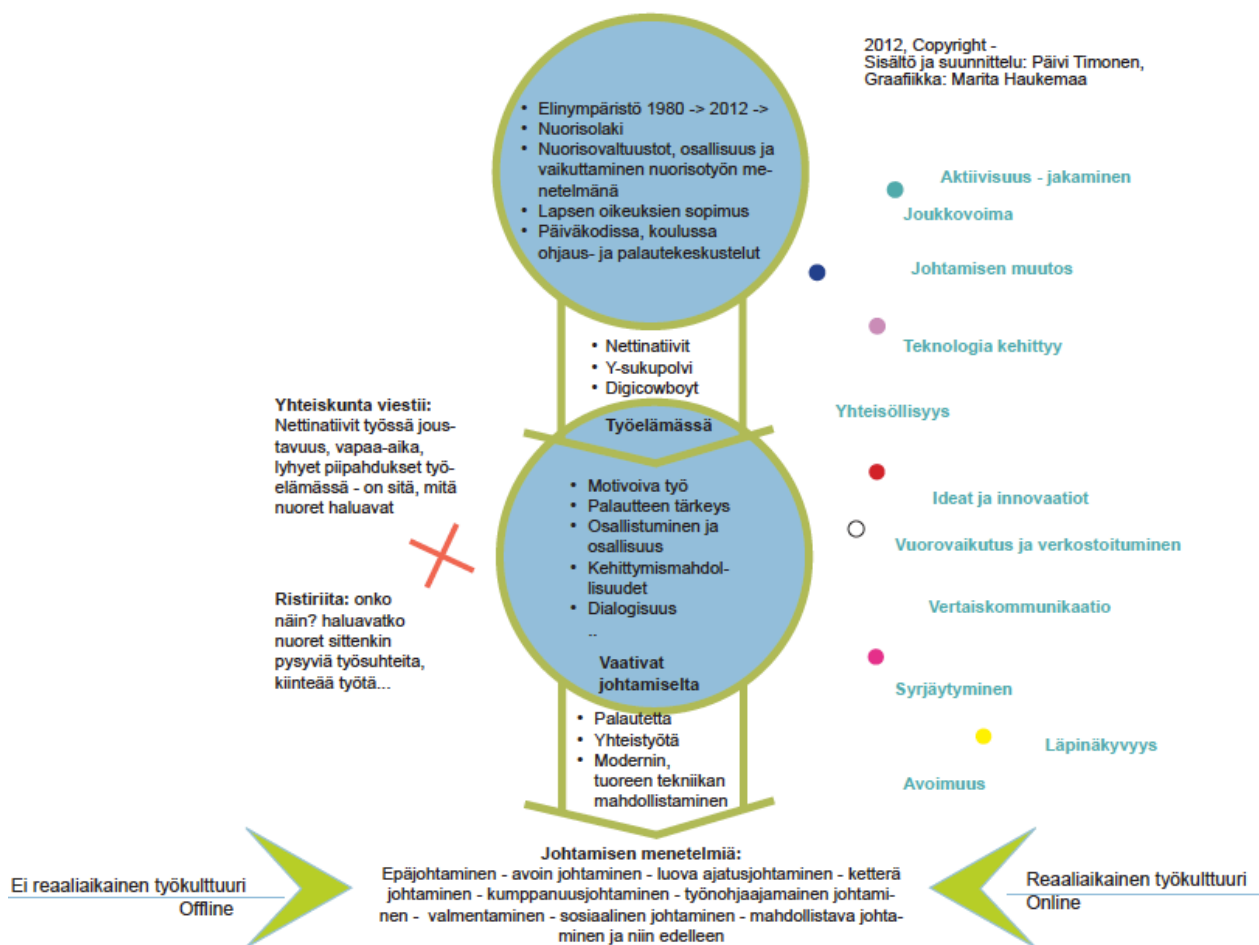 2012, Copyright -
Sisältö ja suunnittelu: Päivi Timonen,
Graafiikka: Marita Haukemaa
• Elinympäristö 1980 -> 2012 ->
• Nuorisolaki
• Nuorisovaltuustot, osallisuus ja
vaikuttaminen nuorisotyön me-
netelmänä
• Lapsen oikeuksien sopimus
• Päiväkodissa, koulussa
ohjaus- ja palautekeskustelut
• Nettinatiivit
• Y-sukupolvi
• Digicowboyt
Työelämässä
• Motivoiva työ
• Palautteen tärkeys
• Osallistuminen ja
osallisuus
• Kehittymismahdol-
lisuudet
• Dialogisuus
..
Vaativat
johtamiselta
• Palautetta
• Yhteistyötä
• Modernin,
tuoreen tekniikan
mahdollistaminen
Yhteiskunta viestii:
Nettinatiivit työssä jous-
tavuus, vapaa-aika,
lyhyet piipahdukset työ-
elämässä - on sitä, mitä
nuoret haluavat
Ristiriita: onko
näin? haluavatko
nuoret sittenkin
pysyviä työsuhteita,
kiinteää työtä...
Aktiivisuus - jakaminen
Joukkovoima
Johtamisen muutos
Teknologia kehittyy
Yhteisöllisyys
Ideat ja innovaatiot
Vuorovaikutus ja verkostoituminen
Vertaiskommunikaatio
Syrjäytyminen
Läpinäkyvyys
Avoimuus
Johtamisen menetelmiä:
Epäjohtaminen - avoin johtaminen - luova ajatusjohtaminen - ketterä
johtaminen - kumppanuusjohtaminen - työnohjaajamainen johtami-
nen - valmentaminen - sosiaalinen johtaminen - mahdollistava johta-
minen ja niin edelleen
Ei reaaliaikainen työkulttuuri
Offline
Reaaliaikainen työkulttuuri
Online